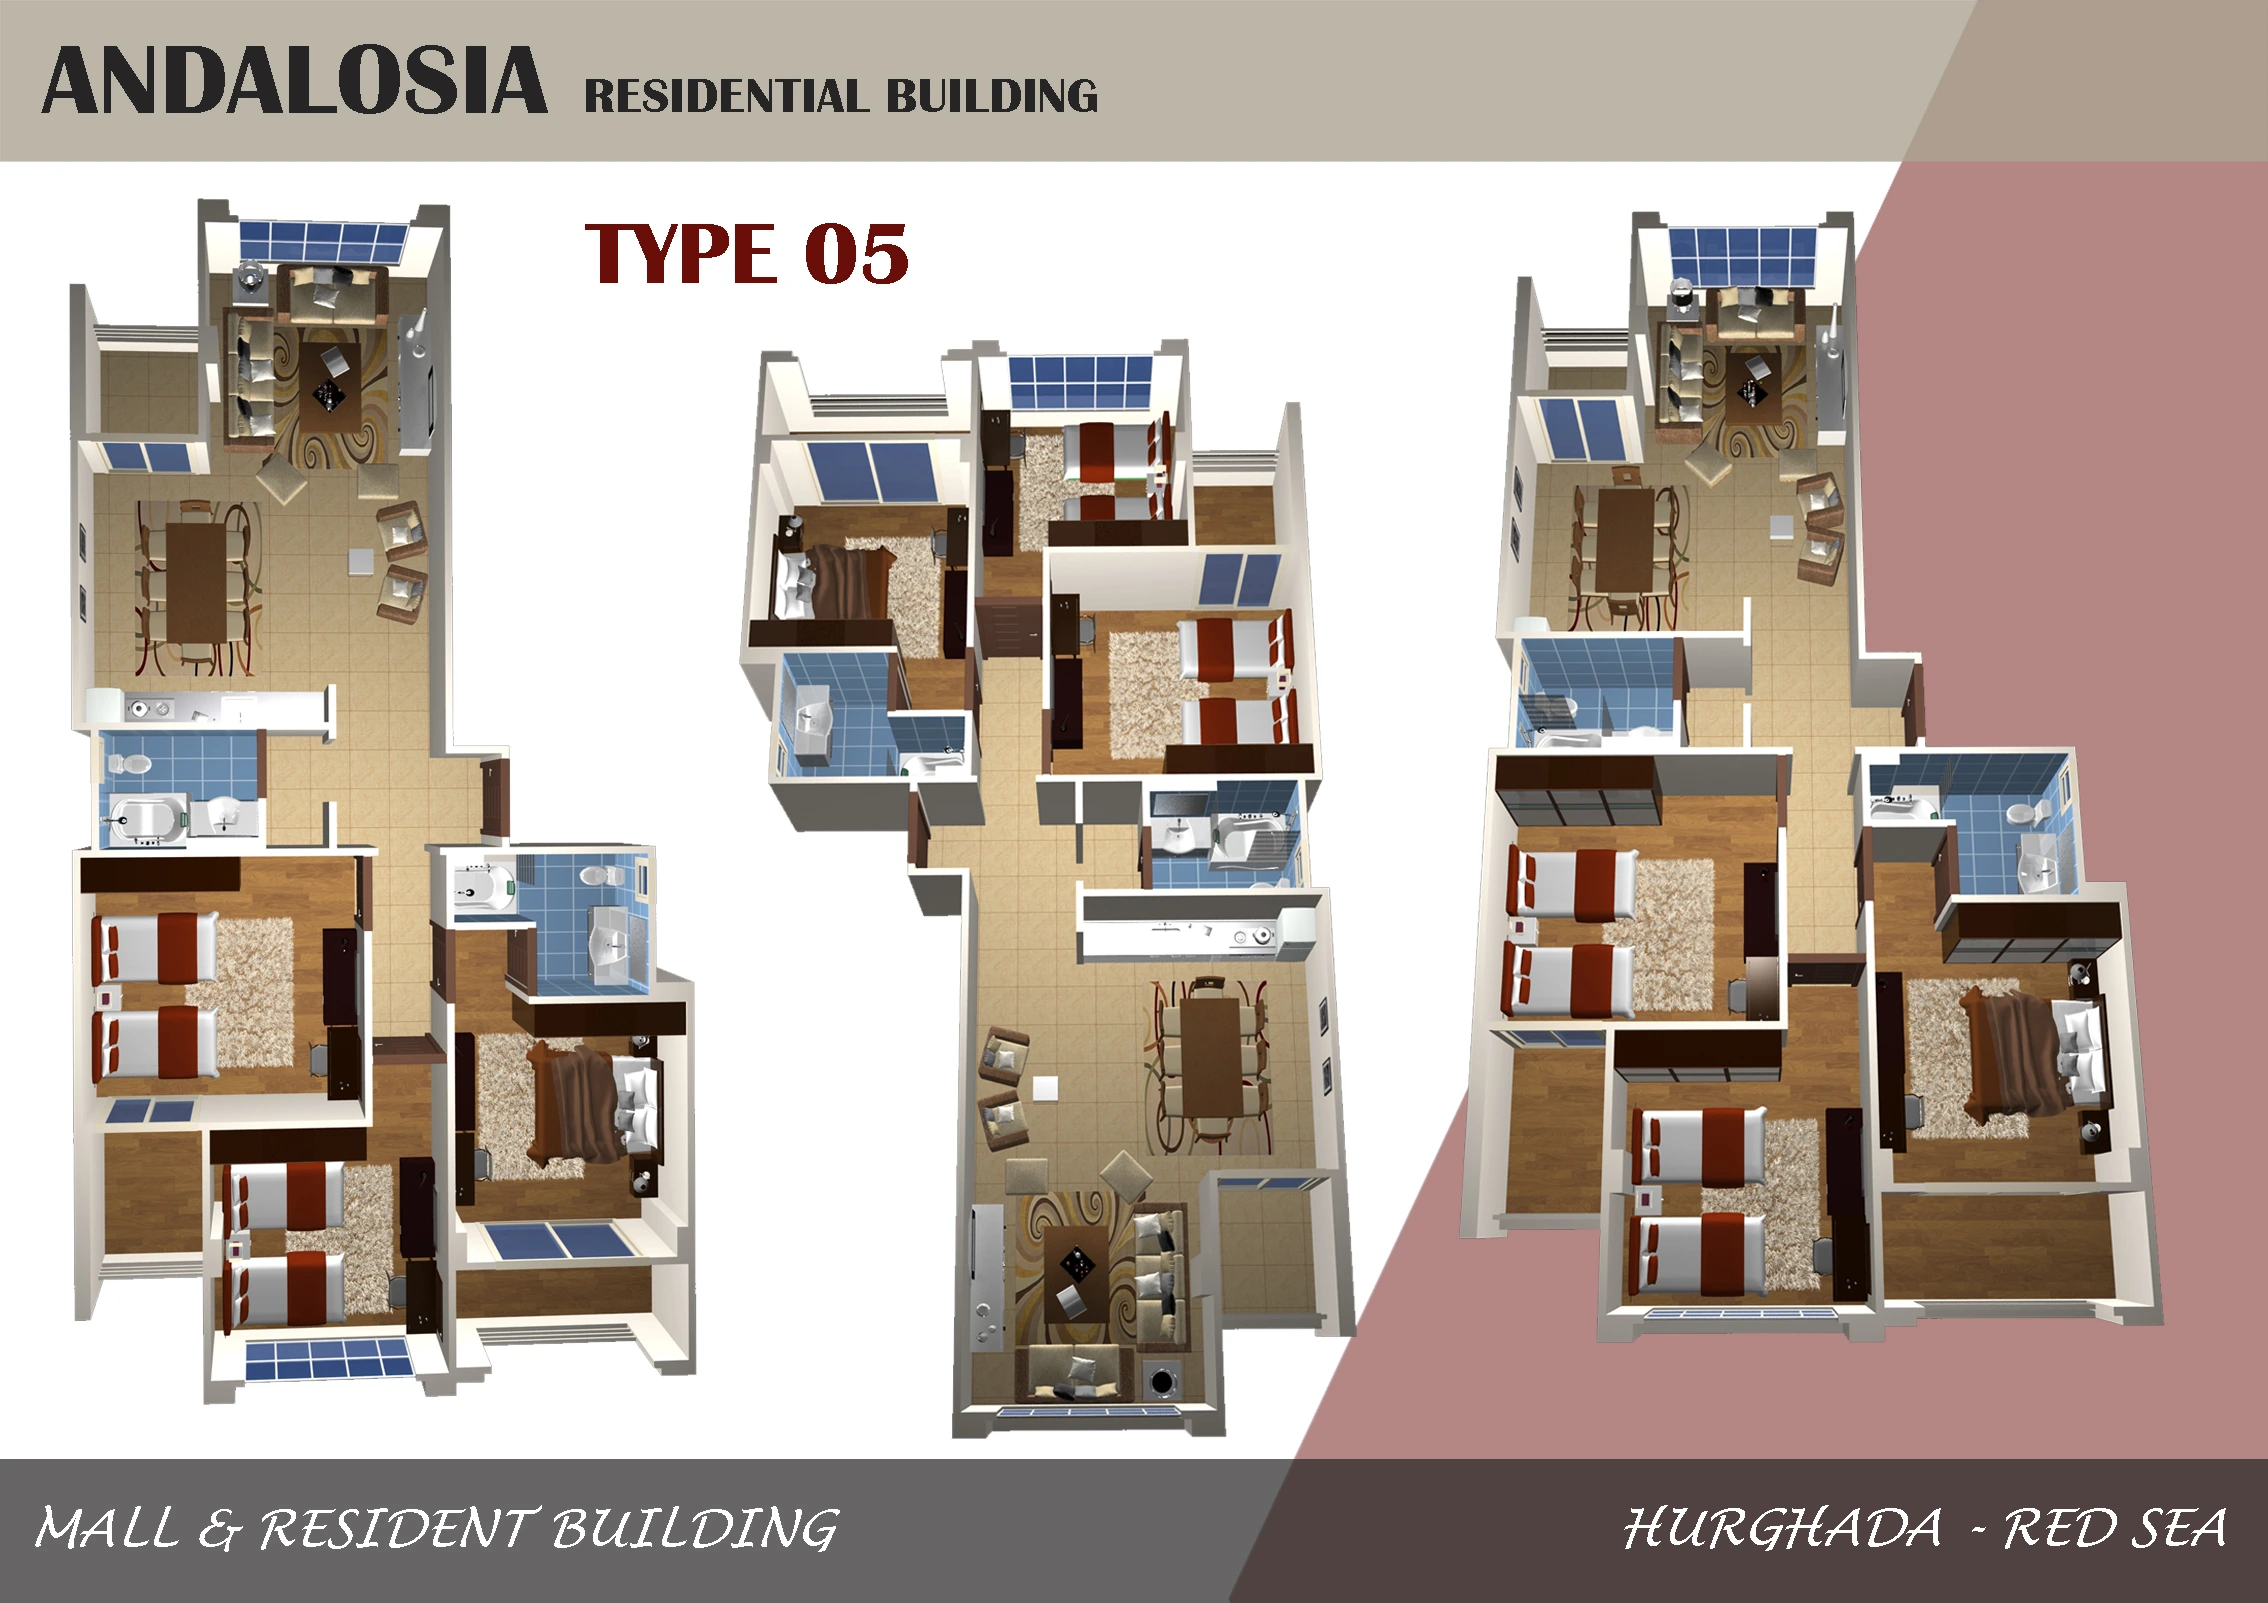 ANDALOSIA RESIDENTIAL BUILDING
TYPE 05
MALL & RESIDENT BUILDING
HURGHADA - RED SEA